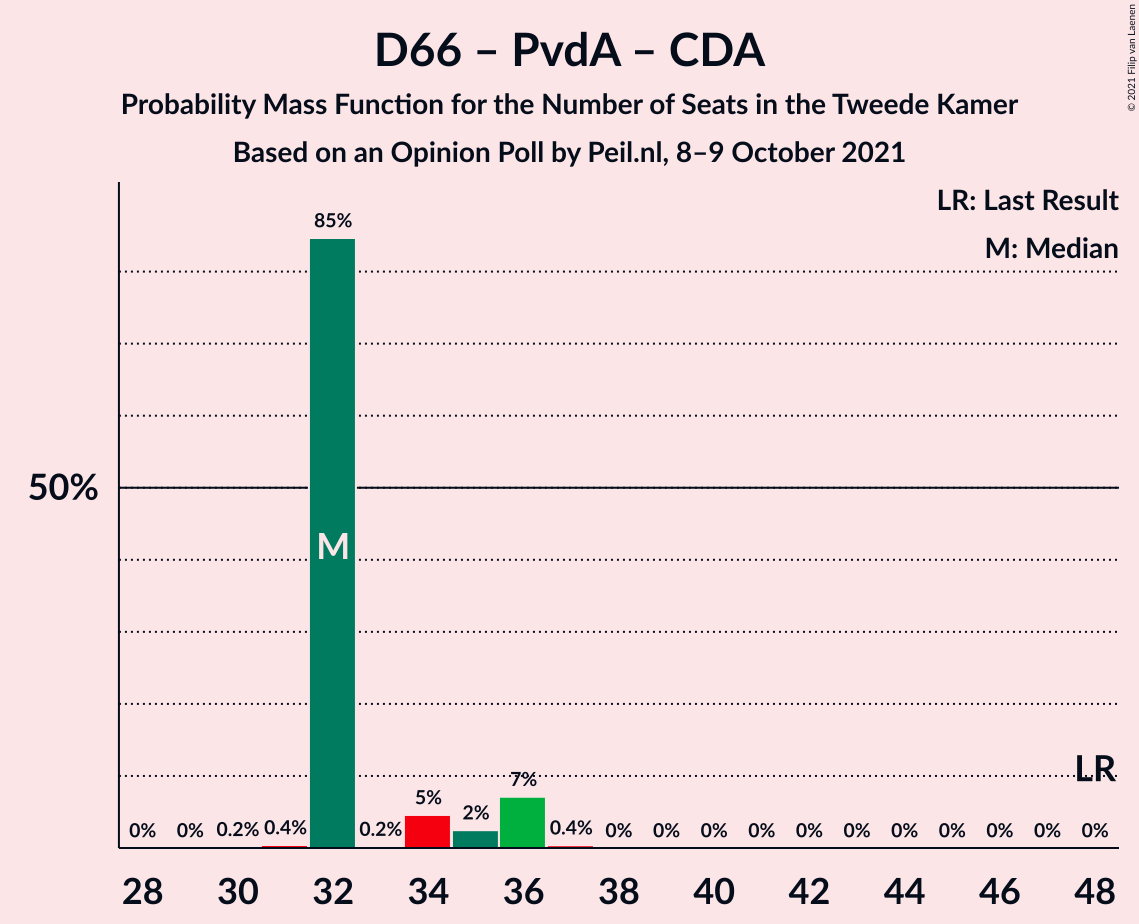 D66 – PvdA – CDA
Probability Mass Function for the Number of Seats in the Tweede Kamer
Based on an Opinion Poll by Peil.nl, 8–9 October 2021
© 2021 Filip van Laenen
LR: Last Result
M: Median
85%
50%
M
LR
0% 0% 0.2% 0.4% 0.2% 5% 2% 7% 0.4% 0% 0% 0% 0% 0% 0% 0% 0% 0% 0% 0%
28 30 32 34 36 38 40 42 44 46 48